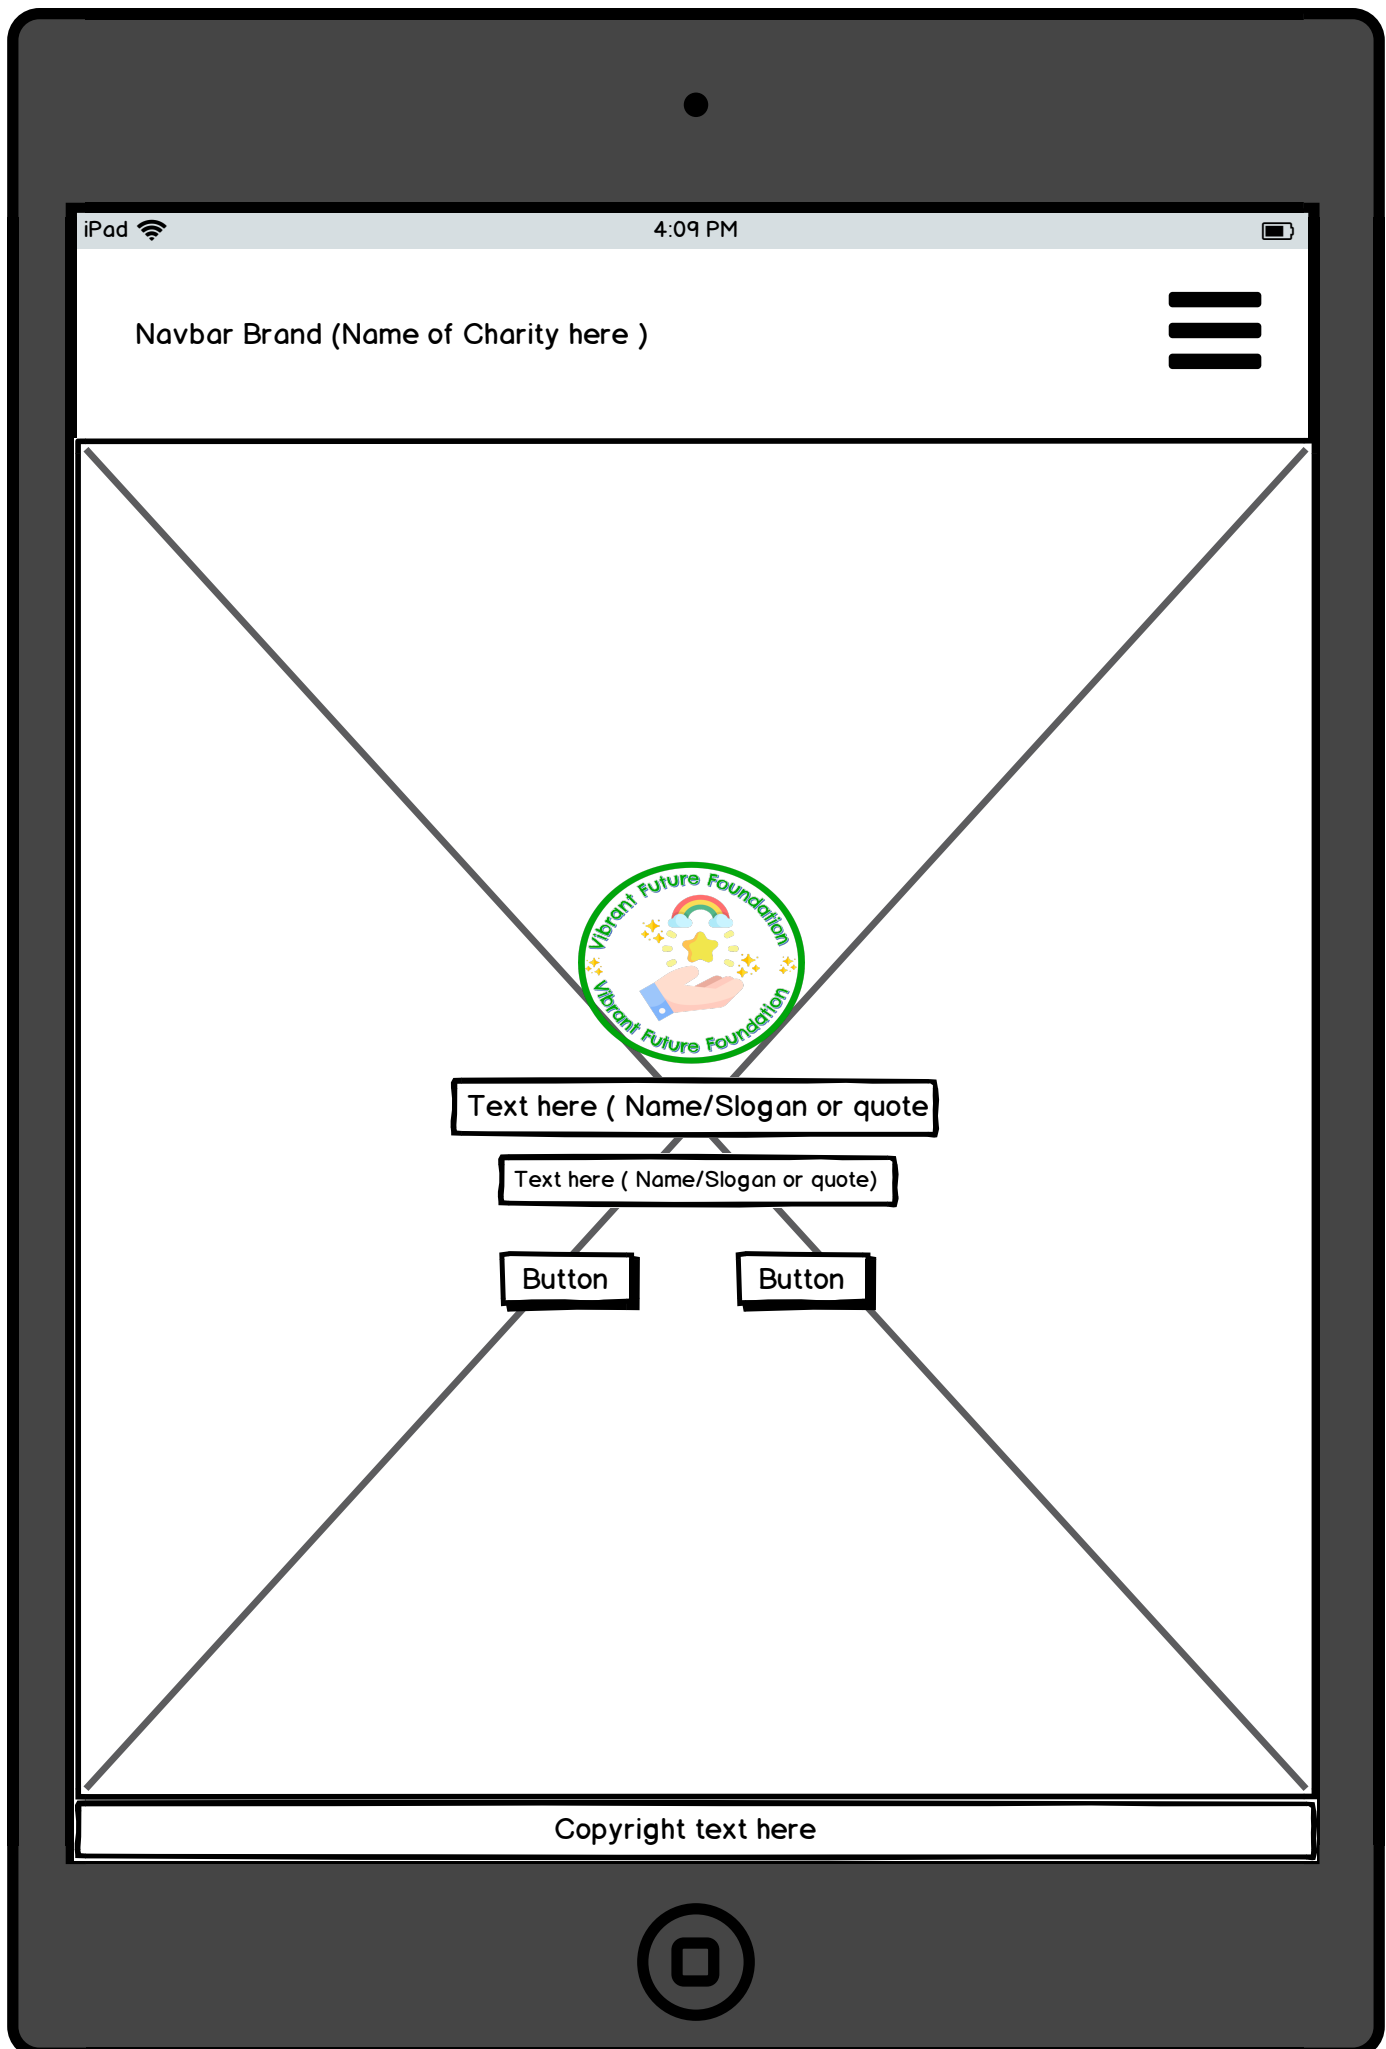 iPad
4:09 PM
Navbar Brand (Name of Charity here )
Vibrant Future Foundation
Vibrant Future Foundation
Text here ( Name/Slogan or quote
Text here ( Name/Slogan or quote)
Button
Button
Copyright text here